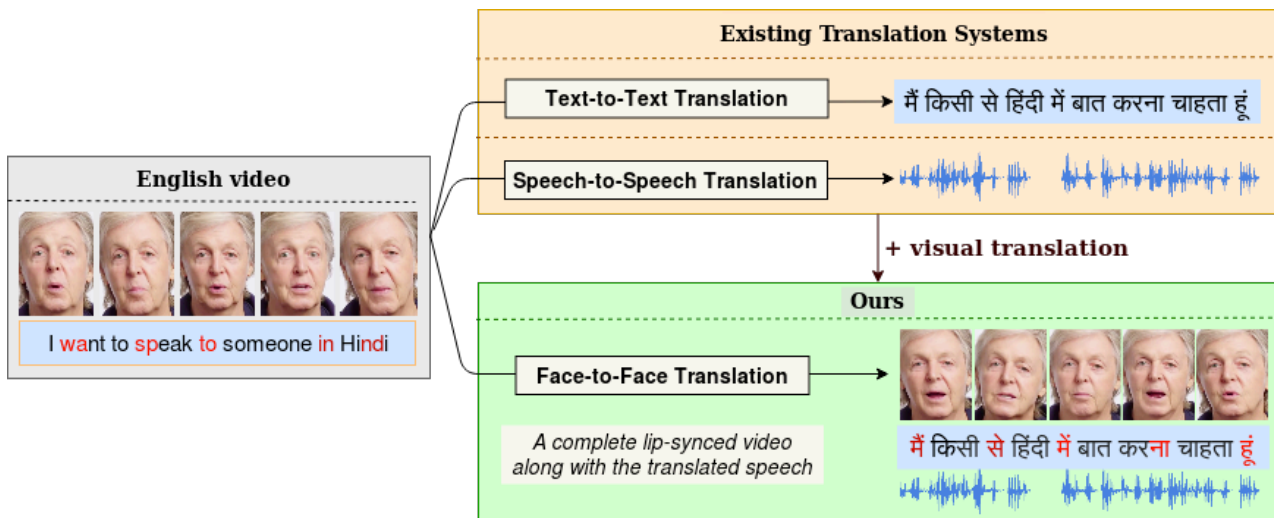 Existing Translation Systems
Text-to-Text Translation
मैं किसी से हिंदी में बात करना चाहता हूं
Speech-to-Speech Translation
English video
I want to speak to someone in Hindi
+ visual translation
Ours
Face-to-Face Translation
A complete lip-synced video
along with the translated speech
मैं किसी से हिंदी में बात करना चाहता हूं